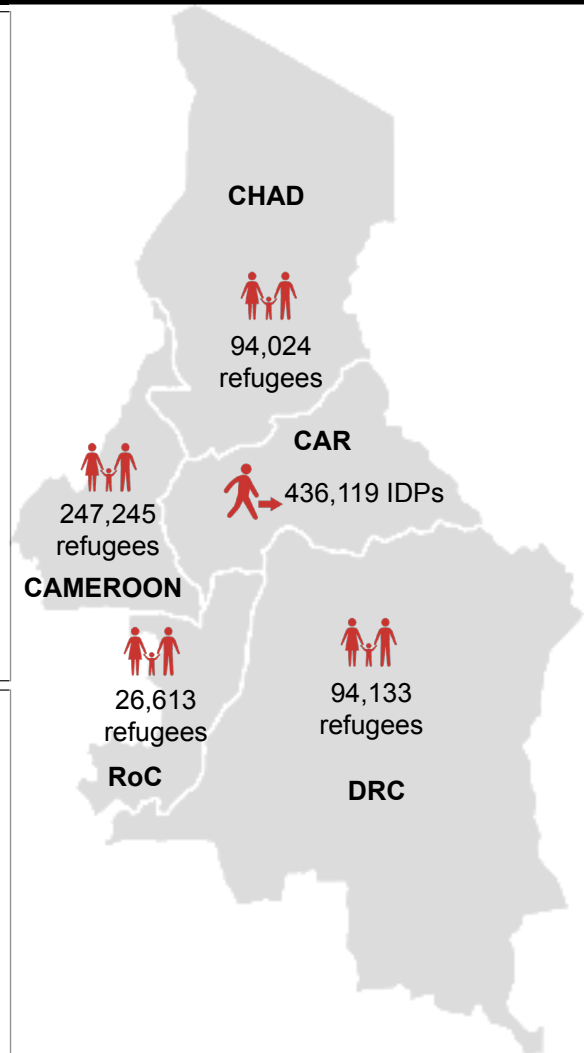 CHAD
94,024
refugees
CAR
436,119 IDPs
247,245
refugees
CAMEROON
26,613
refugees
RoC
94,133
refugees
DRC